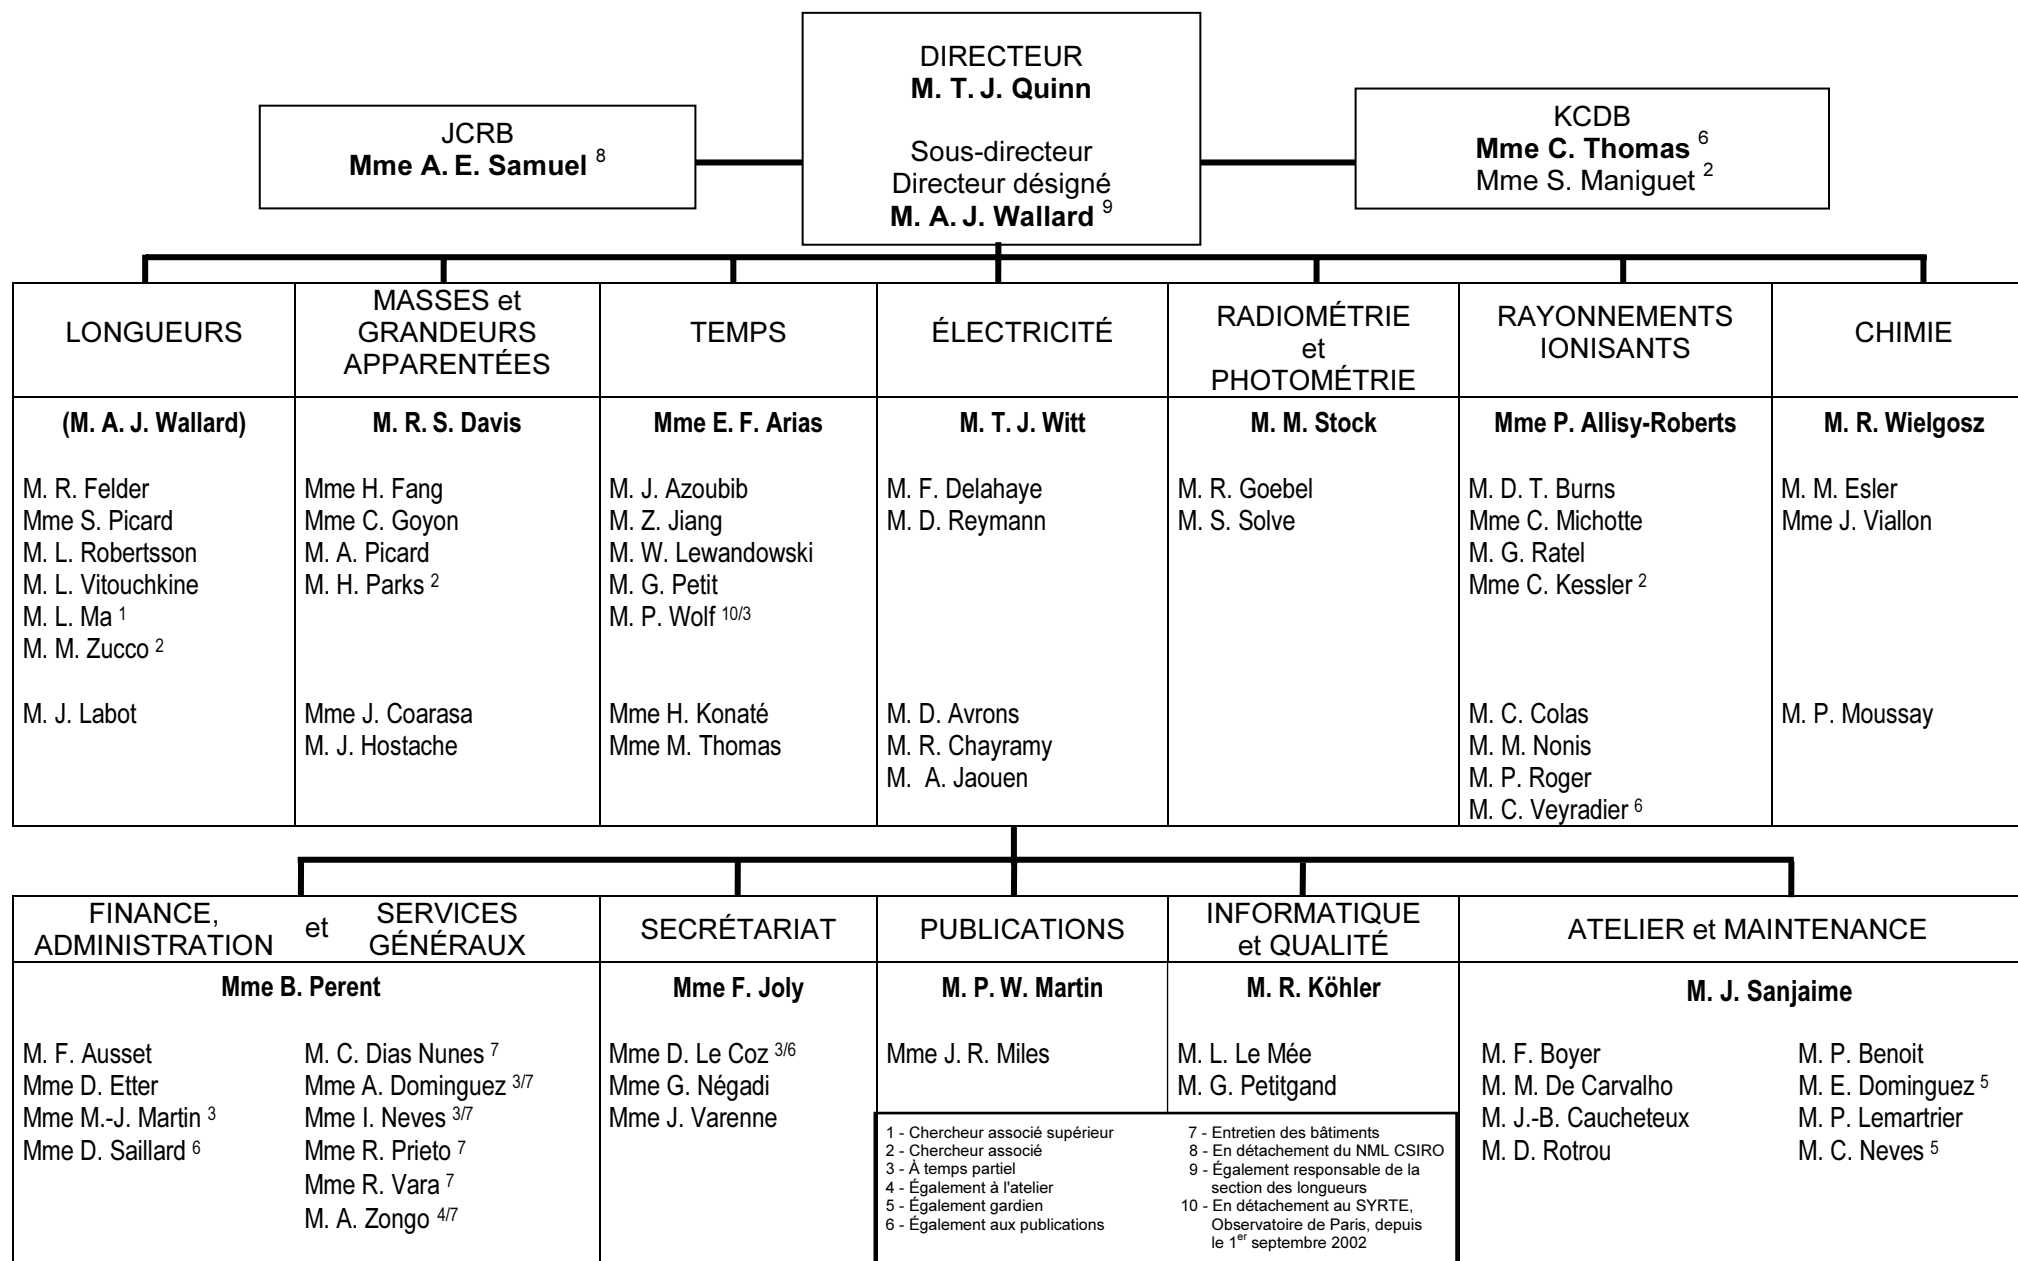 DIRECTEUR
M. T. J. Quinn
Sous-directeur
Directeur désigné
M. A. J. Wallard 9
JCRB
Mme A. E. Samuel 8
KCDB
Mme C. Thomas 6
Mme S. Maniguet 2
LONGUEURS
(M. A. J. Wallard)
M. R. Felder
Mme S. Picard
M. L. Robertsson
M. L. Vitouchkine
M. L. Ma 1
M. M. Zucco 2
M. J. Labot
MASSES et
GRANDEURS
APPARENTÉES
M. R. S. Davis
Mme H. Fang
Mme C. Goyon
M. A. Picard
M. H. Parks 2
Mme J. Coarasa
M. J. Hostache
TEMPS
Mme E. F. Arias
M. J. Azoubib
M. Z. Jiang
M. W. Lewandowski
M. G. Petit
M. P. Wolf 10/3
Mme H. Konaté
Mme M. Thomas
ÉLECTRICITÉ
M. T. J. Witt
M. F. Delahaye
M. D. Reymann
M. D. Avrons
M. R. Chayramy
M. A. Jaouen
RADIOMÉTRIE
et
PHOTOMÉTRIE
M. M. Stock
M. R. Goebel
M. S. Solve
RAYONNEMENTS
IONISANTS
Mme P. Allisy-Roberts
M. D. T. Burns
Mme C. Michotte
M. G. Ratel
Mme C. Kessler 2
M. C. Colas
M. M. Nonis
M. P. Roger
M. C. Veyradier 6
CHIMIE
M. R. Wielgosz
M. M. Esler
Mme J. Viallon
M. P. Moussay
FINANCE,
ADMINISTRATION
et
SERVICES
GÉNÉRAUX
Mme B. Perent
M. F. Ausset
Mme D. Etter
Mme M.-J. Martin 3
Mme D. Saillard 6
M. C. Dias Nunes 7
Mme A. Dominguez 3/7
Mme I. Neves 3/7
Mme R. Prieto 7
Mme R. Vara 7
M. A. Zongo 4/7
SECRÉTARIAT
Mme F. Joly
Mme D. Le Coz 3/6
Mme G. Négadi
Mme J. Varenne
PUBLICATIONS
M. P. W. Martin
Mme J. R. Miles
INFORMATIQUE
et QUALITÉ
M. R. Köhler
M. L. Le Mée
M. G. Petitgand
ATELIER et MAINTENANCE
M. J. Sanjaime
M. F. Boyer
M. M. De Carvalho
M. J.-B. Caucheteux
M. D. Rotrou
M. P. Benoit
M. E. Dominguez 5
M. P. Lemartrier
M. C. Neves 5
1 - Chercheur associé supérieur
2 - Chercheur associé
3 - À temps partiel
4 - Également à l'atelier
5 - Également gardien
6 - Également aux publications
7 - Entretien des bâtiments
8 - En détachement du NML CSIRO
9 - Également responsable de la
section des longueurs
10 - En détachement au SYRTE,
Observatoire de Paris, depuis
le 1er septembre 2002